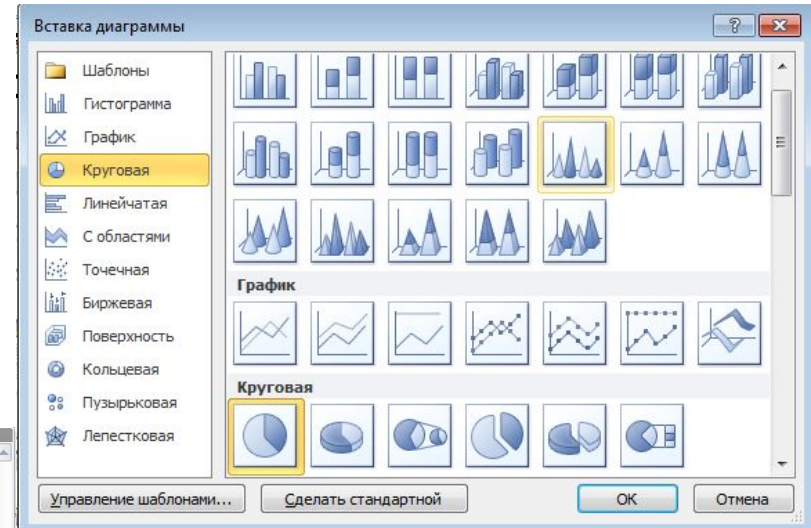 Вставка диаграммы
Шаблоны
Гистограмма
График
Круговая
Линейчатая
С областями
Точечная
Биржевая
Поверхность
Кольцевая
Пузырьковая
Лепестковая
График
Круговая
Управление шаблонами...
Сделать стандартной
ОК
Отмена